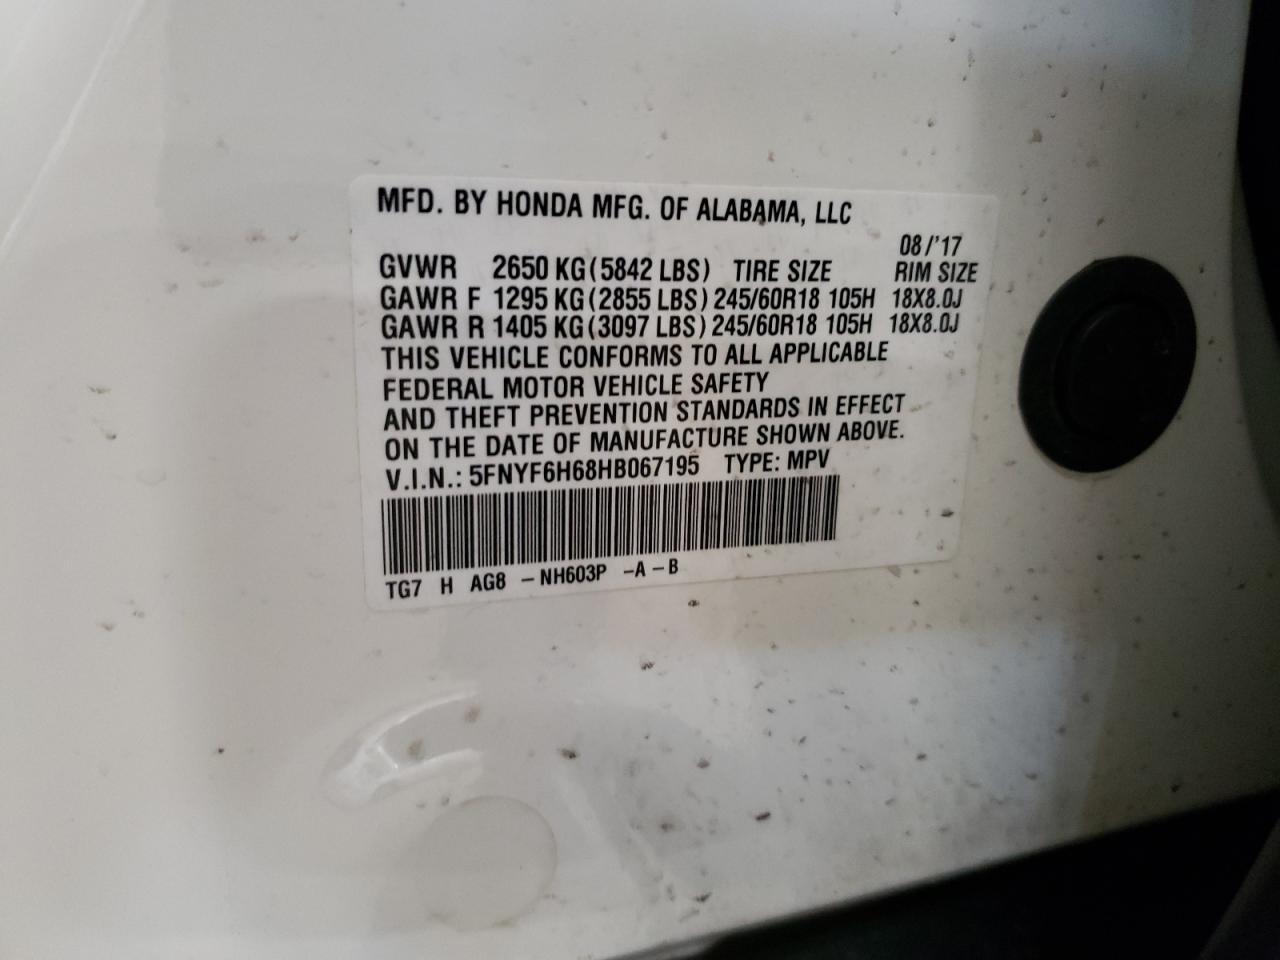 MFD. BY HONDA MFG. OF ALABAMA, LLC
08/'17
GVWR 2650 KG(5842 LBS) TIRE SIZE RIM SIZE
GAWR F 1295 KG(2855 LBS) 245/60R18 105H 18X8.0J
GAWR R 1405 KG(3097 LBS) 245/60R18 105H 18X8.0J
THIS VEHICLE CONFORMS TO ALL APPLICABLE
FEDERAL MOTOR VEHICLE SAFETY
AND THEFT PREVENTION STANDARDS IN EFFECT
ON THE DATE OF MANUFACTURE SHOWN ABOVE.
V.I.N.: 5FNYF6H68HB067195 TYPE: MPV
TG7 H AG8 -NH603P -A-B